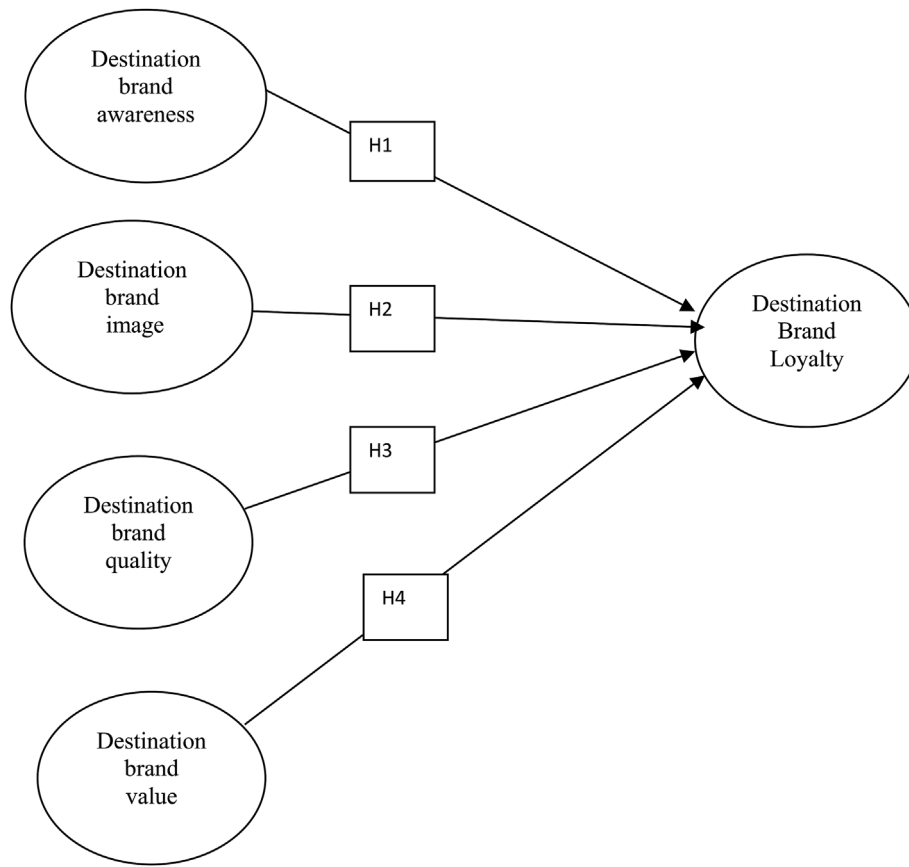 Destination
brand
awareness
H1
Destination
brand
image
H2
Destination
Brand
Loyalty
H3
Destination
brand
quality
H4
Destination
brand
value